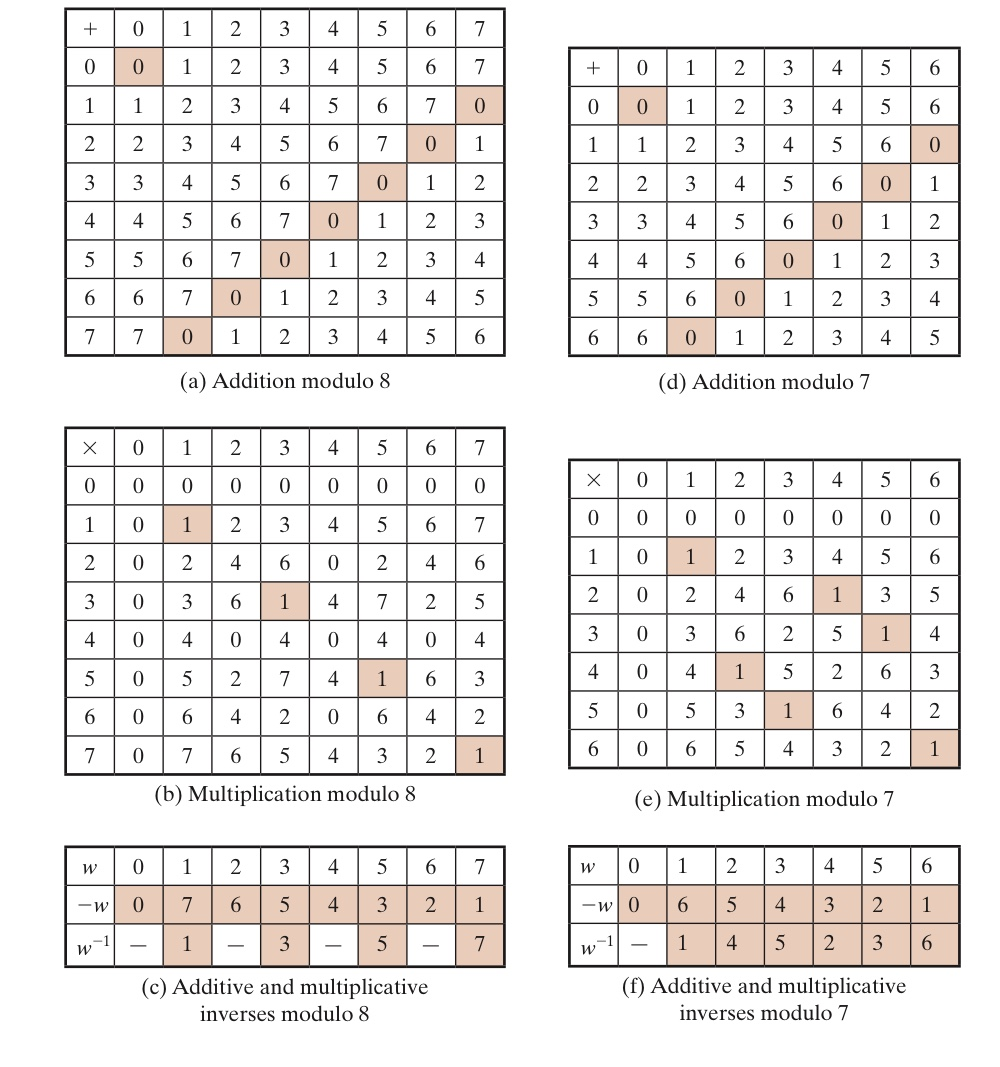 + 0 1 2 3 4 5 6 7
0 0 1 2 3 4 5 6 7
1 1 2 3 4 5 6 7 0
2 2 3 4 5 6 7 0 1
3 3 4 5 6 7 0 1 2
4 4 5 6 7 0 1 2 3
5 5 6 7 0 1 2 3 4
6 6 7 0 1 2 3 4 5
7 7 0 1 2 3 4 5 6
(a) Addition modulo 8
+ 0 1 2 3 4 5 6
0 0 1 2 3 4 5 6
1 1 2 3 4 5 6 0
2 2 3 4 5 6 0 1
3 3 4 5 6 0 1 2
4 4 5 6 0 1 2 3
5 5 6 0 1 2 3 4
6 6 0 1 2 3 4 5
(d) Addition modulo 7
× 0 1 2 3 4 5 6 7
0 0 0 0 0 0 0 0 0
1 0 1 2 3 4 5 6 7
2 0 2 4 6 0 2 4 6
3 0 3 6 1 4 7 2 5
4 0 4 0 4 0 4 0 4
5 0 5 2 7 4 1 6 3
6 0 6 4 2 0 6 4 2
7 0 7 6 5 4 3 2 1
(b) Multiplication modulo 8
× 0 1 2 3 4 5 6
0 0 0 0 0 0 0 0
1 0 1 2 3 4 5 6
2 0 2 4 6 1 3 5
3 0 3 6 2 5 1 4
4 0 4 1 5 2 6 3
5 0 5 3 1 6 4 2
6 0 6 5 4 3 2 1
(e) Multiplication modulo 7
w 0 1 2 3 4 5 6 7
−w 0 7 6 5 4 3 2 1
w⁻¹ — 1 — 3 — 5 — 7
(c) Additive and multiplicative
inverses modulo 8
w 0 1 2 3 4 5 6
−w 0 6 5 4 3 2 1
w⁻¹ — 1 4 5 2 3 6
(f) Additive and multiplicative
inverses modulo 7